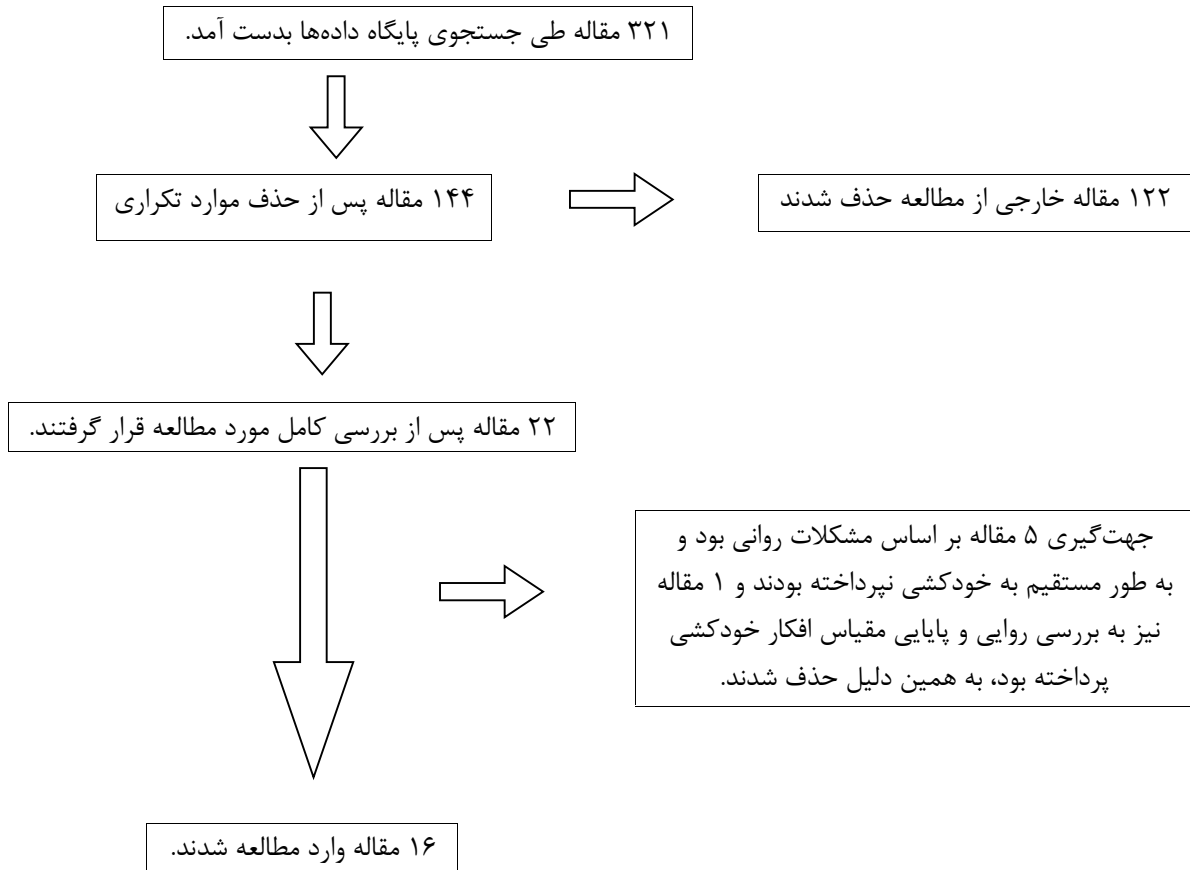 ۳۲۱ مقاله طی جستجوی پایگاه داده‌ها بدست آمد.
۱۴۴ مقاله پس از حذف موارد تکراری
۱۲۲ مقاله خارجی از مطالعه حذف شدند
۲۲ مقاله پس از بررسی کامل مورد مطالعه قرار گرفتند.
جهت‌گیری ۵ مقاله بر اساس مشکلات روانی بود و
به طور مستقیم به خودکشی نپرداخته بودند و ۱ مقاله
نیز به بررسی روایی و پایایی مقیاس افکار خودکشی
پرداخته بود، به همین دلیل حذف شدند.
۱۶ مقاله وارد مطالعه شدند.